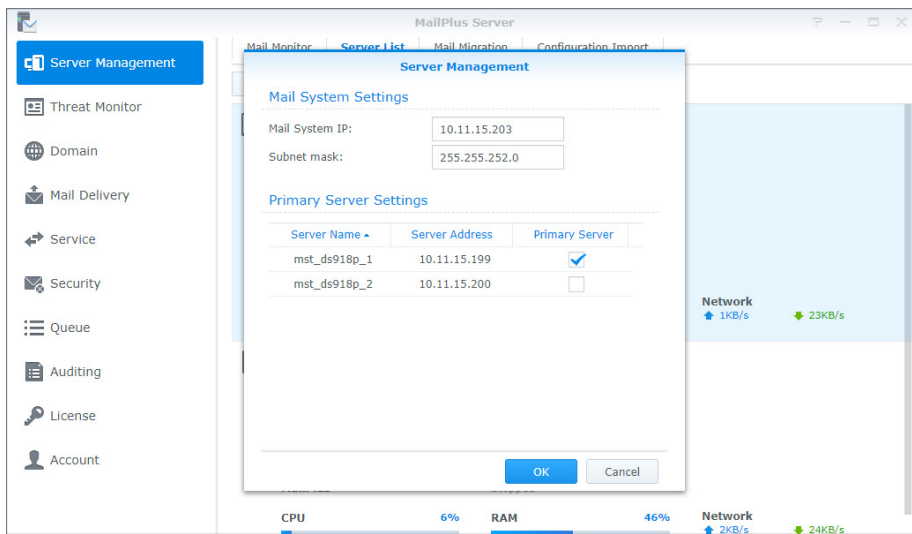 MailPlus Server
Server Management
Threat Monitor
Domain
Mail Delivery
Service
Security
Queue
Auditing
License
Account
Mail Monitor Server List Mail Migration Configuration Import
Server Management
Mail System Settings
Mail System IP: 10.11.15.203
Subnet mask: 255.255.252.0
Primary Server Settings
Server Name Server Address Primary Server
mst_ds918p_1 10.11.15.199
mst_ds918p_2 10.11.15.200
OK Cancel
Network
1KB/s 23KB/s
CPU 6% RAM 46%
Network
2KB/s 24KB/s